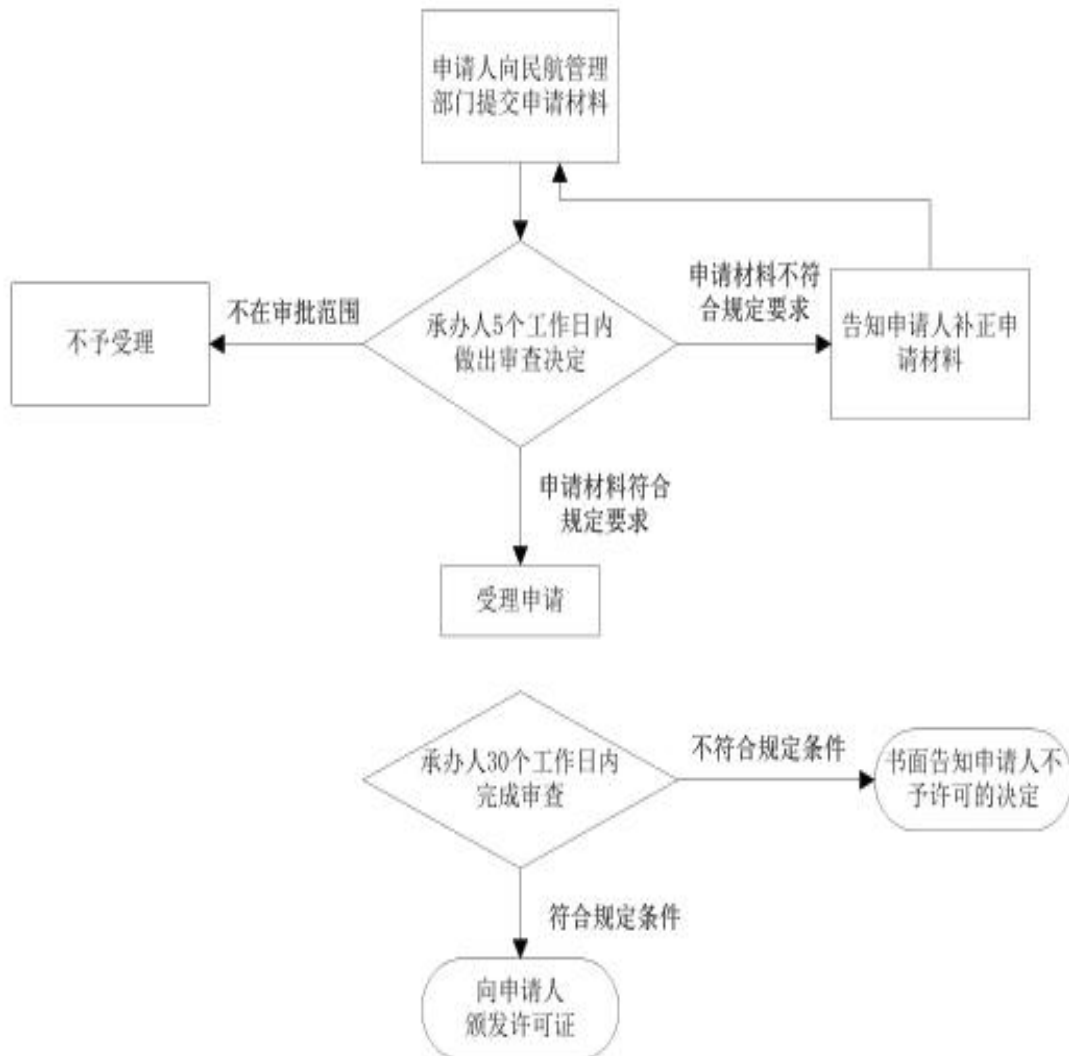 申请人向民航管理
部门提交申请材料
不予受理
不在审批范围
承办人5个工作日内
做出审查决定
申请材料不符
合规定要求
告知申请人补正申
请材料
申请材料符合
规定要求
受理申请
承办人30个工作日内
完成审查
不符合规定条件
书面告知申请人不
予许可的决定
符合规定条件
向申请人
颁发许可证